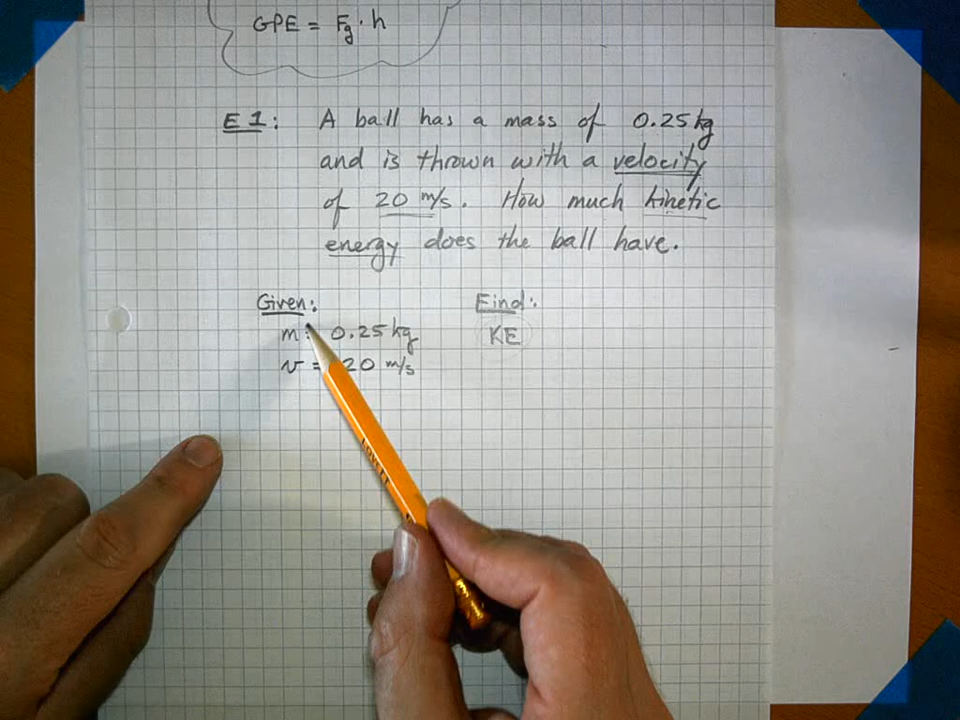 GPE = Fg · h
E1: A ball has a mass of 0.25 kg
and is thrown with a velocity
of 20 m/s. How much kinetic
energy does the ball have.
Given: Find:
m = 0.25 kg KE
v = 20 m/s